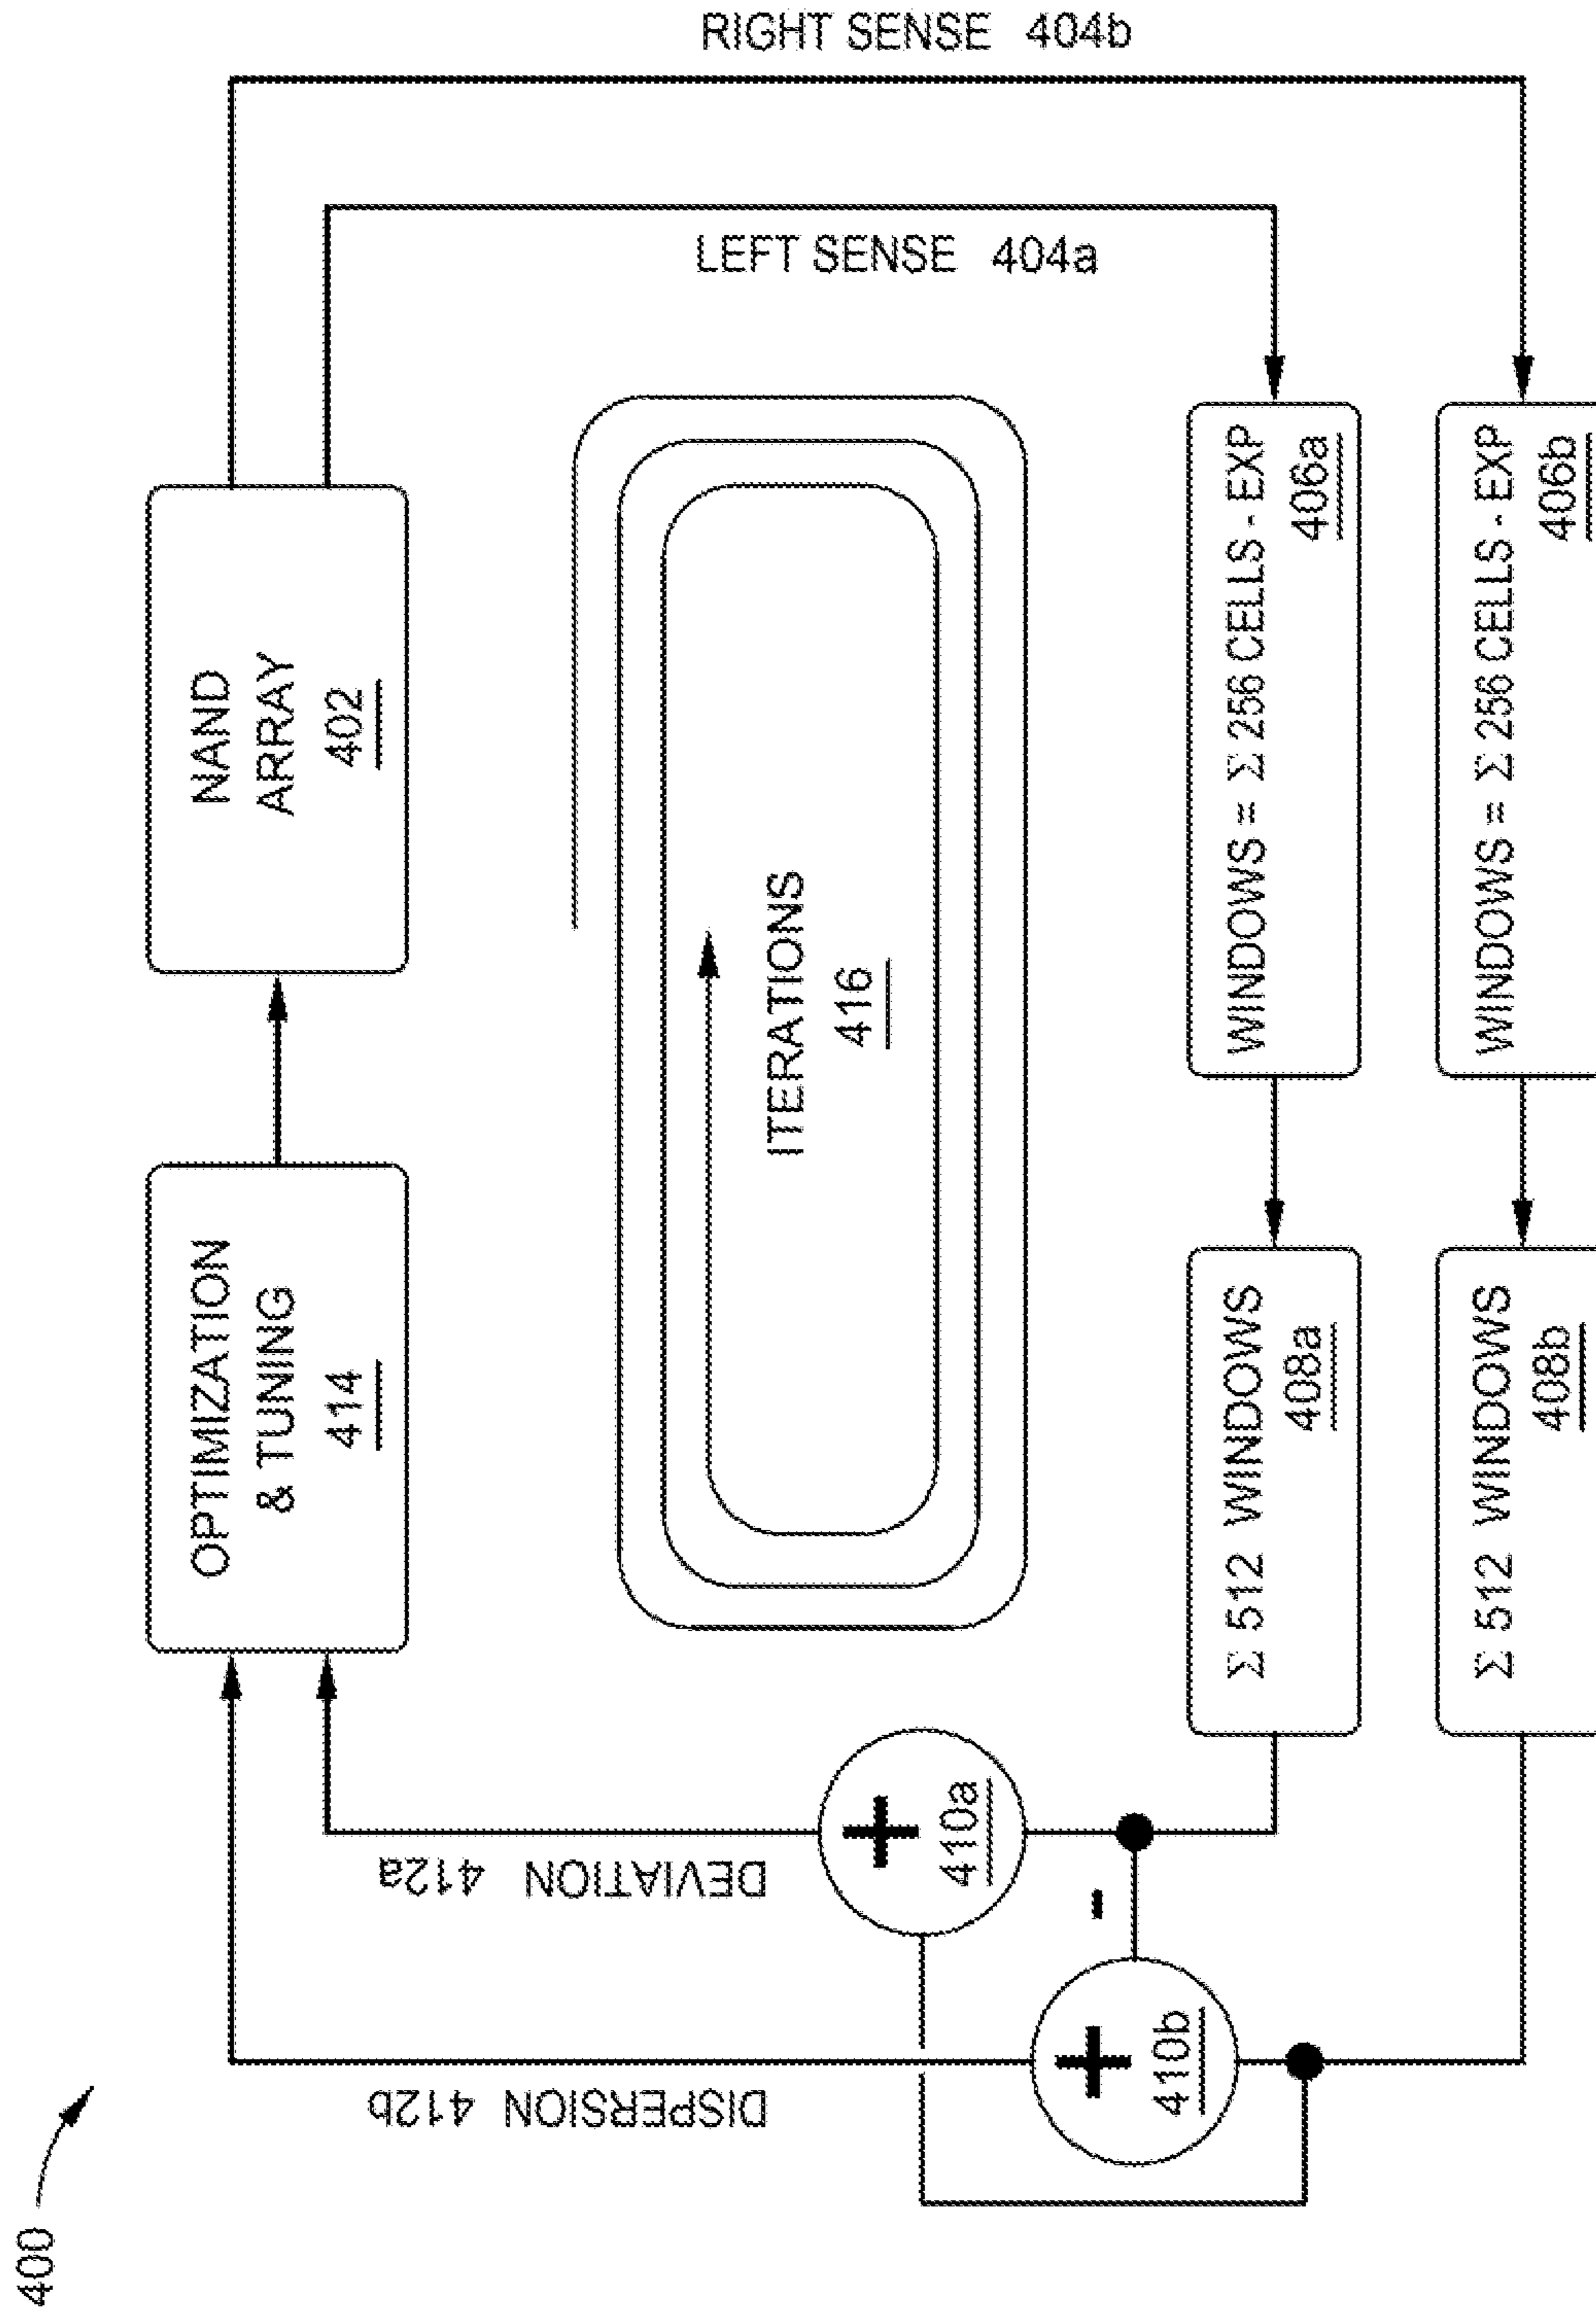 400
OPTIMIZATION
& TUNING
414
NAND
ARRAY
402
RIGHT SENSE 404b
LEFT SENSE 404a
DISPERSION 412b
DEVIATION 412a
ITERATIONS
416
+
410a
-
+
410b
Σ 512 WINDOWS
408a
WINDOWS = Σ 256 CELLS - EXP
406a
Σ 512 WINDOWS
408b
WINDOWS = Σ 256 CELLS - EXP
406b